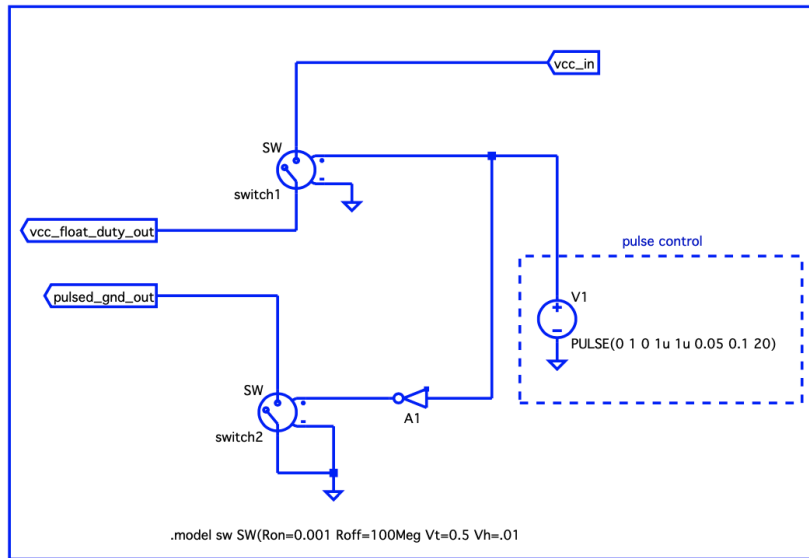 vcc_in
SW
switch1
vcc_float_duty_out
pulse control
pulsed_gnd_out
V1
PULSE(0 1 0 1u 1u 0.05 0.1 20)
SW
switch2
A1
.model sw SW(Ron=0.001 Roff=100Meg Vt=0.5 Vh=.01